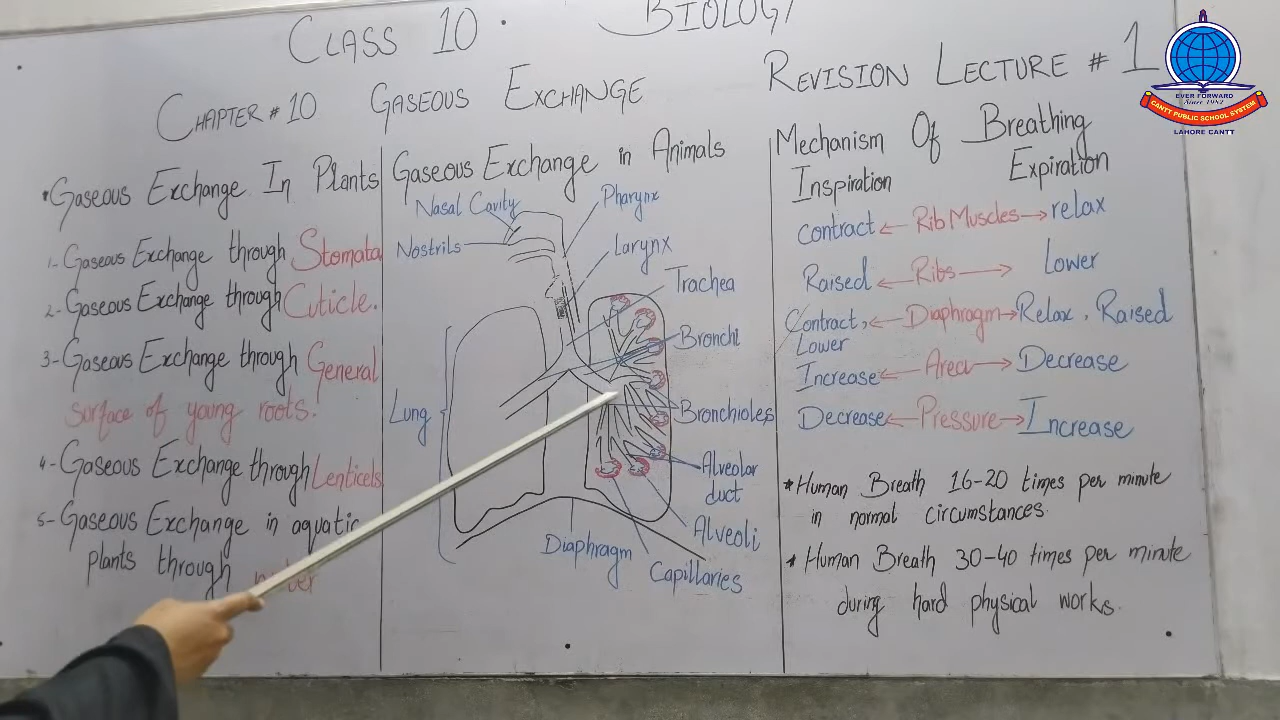 CLASS 10 . BIOLOGY
CHAPTER # 10 GASEOUS EXCHANGE REVISION LECTURE # 1
EVER FORWARD
Since 1982
CANTT PUBLIC SCHOOL SYSTEM
LAHORE CANTT
Gaseous Exchange In Plants
1- Gaseous Exchange through Stomata
2- Gaseous Exchange through Cuticle.
3- Gaseous Exchange through General
surface of young roots.
4- Gaseous Exchange through Lenticels
5- Gaseous Exchange in aquatic
plants through water
Gaseous Exchange in Animals
Nasal Cavity
Pharynx
Nostrils
Larynx
Trachea
Bronchi
Lung
Bronchioles
Alveolar
duct
Alveoli
Diaphragm
Capillaries
Mechanism Of Breathing
Inspiration Expiration
contract ← Rib Muscles → relax
Raised ← Ribs → Lower
Contract, ← Diaphragm → Relax, Raised
Lower
Increase ← Area → Decrease
Decrease ← Pressure → Increase
* Human Breath 16-20 times per minute
in normal circumstances.
* Human Breath 30-40 times per minute
during hard physical works.